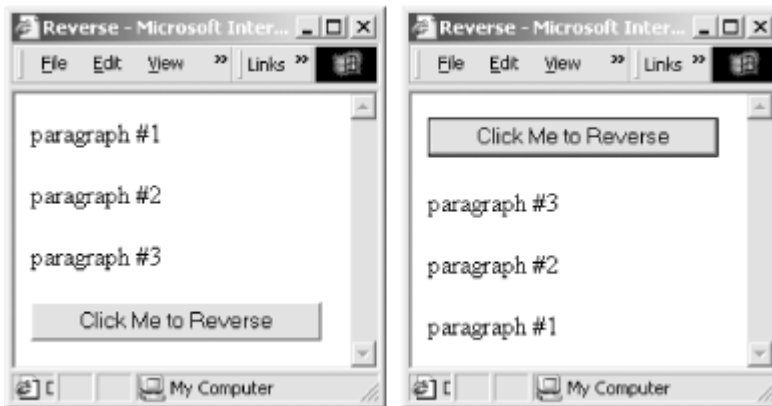 Reverse - Microsoft Inter...
File Edit View » Links »
paragraph #1
paragraph #2
paragraph #3
Click Me to Reverse
My Computer
Reverse - Microsoft Inter...
File Edit View » Links »
Click Me to Reverse
paragraph #3
paragraph #2
paragraph #1
My Computer